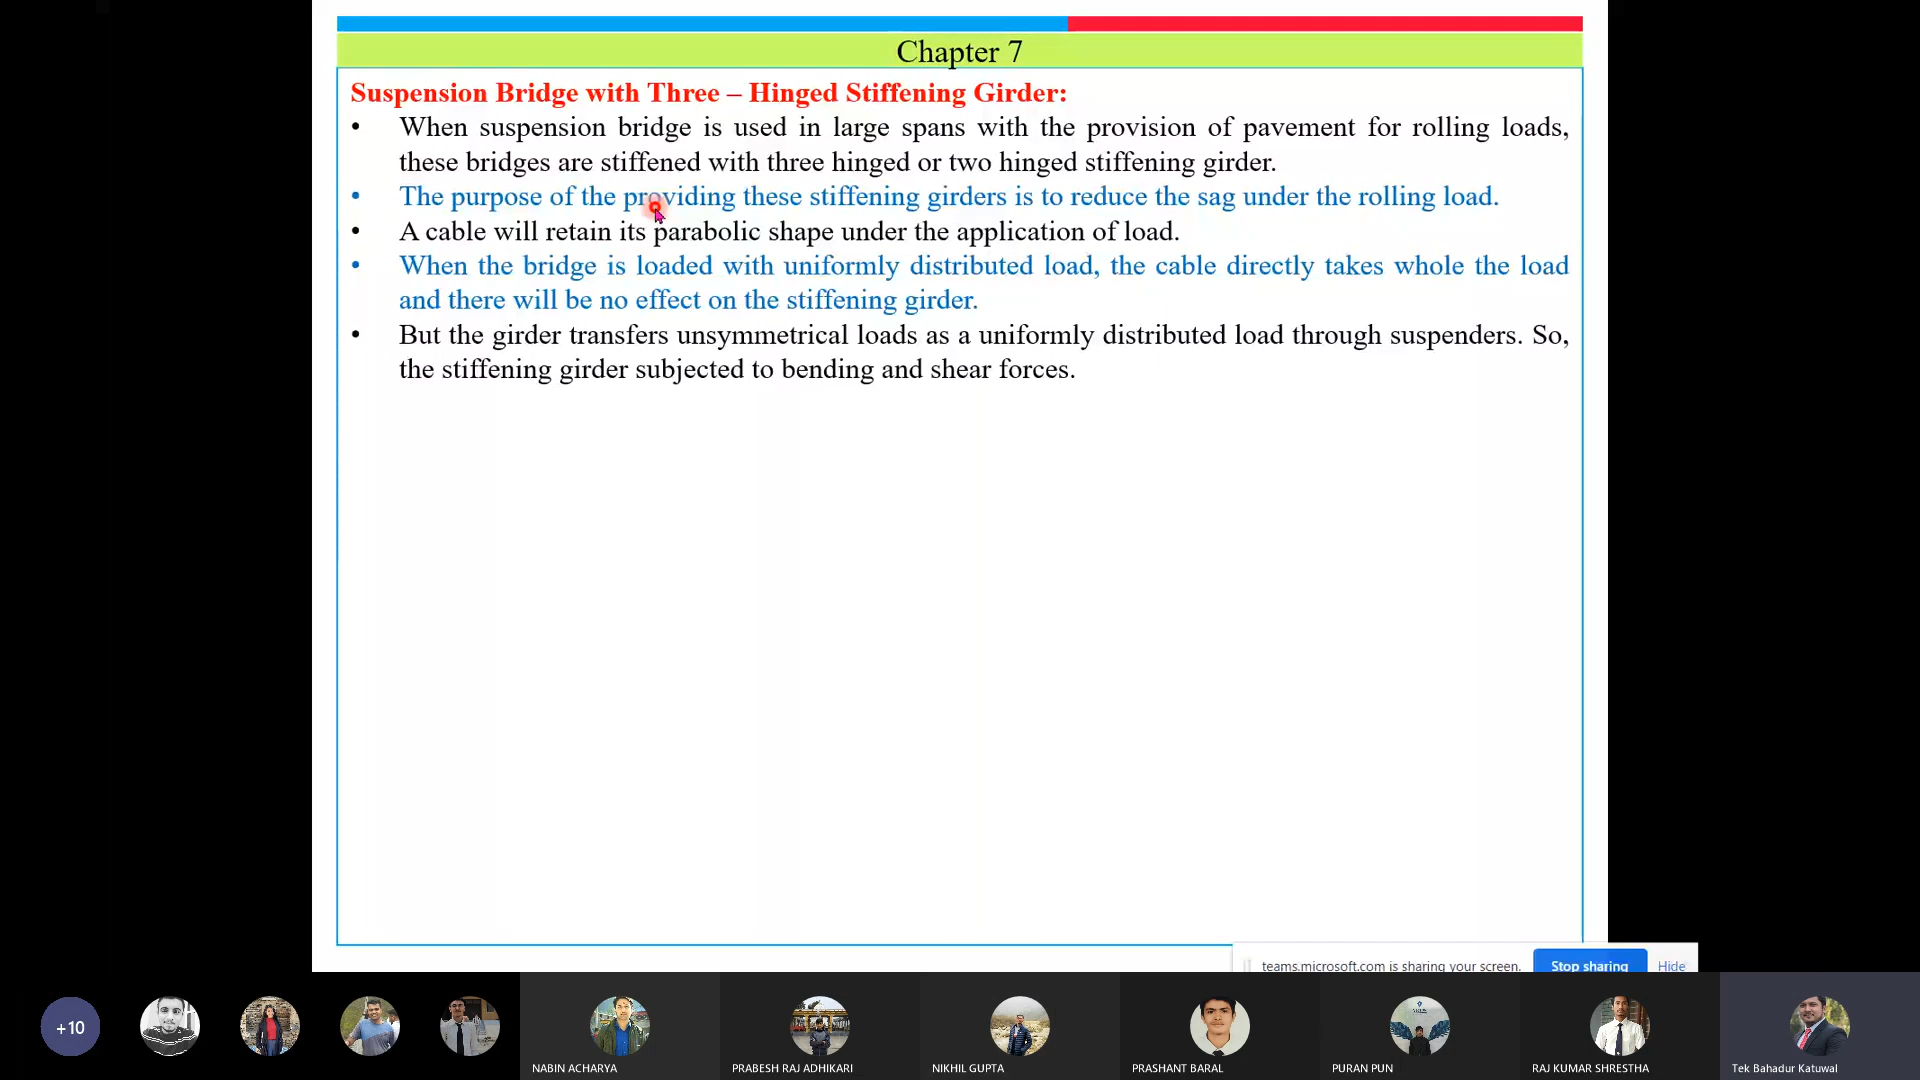 Chapter 7
Suspension Bridge with Three – Hinged Stiffening Girder:
• When suspension bridge is used in large spans with the provision of pavement for rolling loads,
these bridges are stiffened with three hinged or two hinged stiffening girder.
• The purpose of the providing these stiffening girders is to reduce the sag under the rolling load.
• A cable will retain its parabolic shape under the application of load.
• When the bridge is loaded with uniformly distributed load, the cable directly takes whole the load
and there will be no effect on the stiffening girder.
• But the girder transfers unsymmetrical loads as a uniformly distributed load through suspenders. So,
the stiffening girder subjected to bending and shear forces.
teams.microsoft.com is sharing your screen. Stop sharing Hide
+10
NABIN ACHARYA PRABESH RAJ ADHIKARI NIKHIL GUPTA PRASHANT BARAL PURAN PUN RAJ KUMAR SHRESTHA Tek Bahadur Katuwal